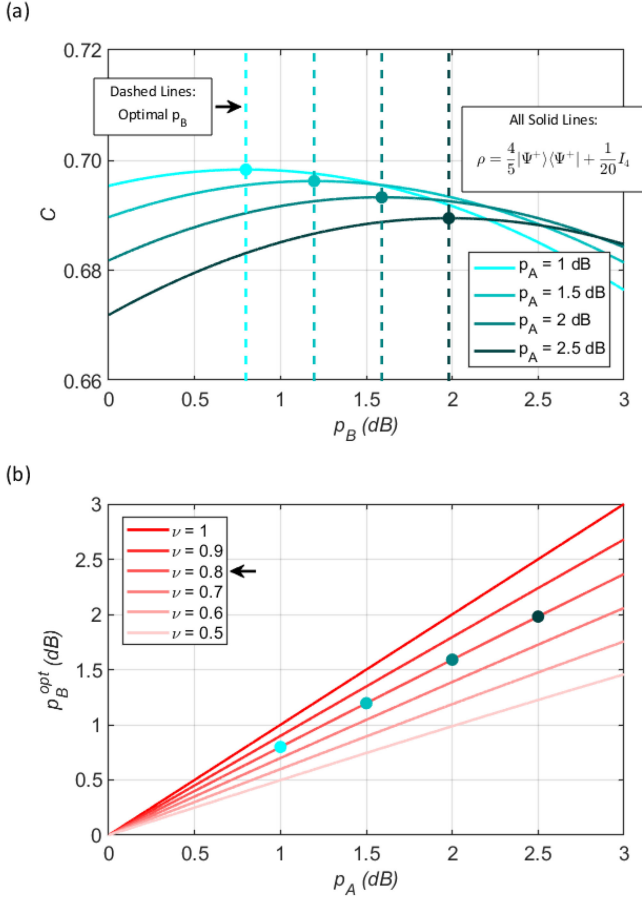 (a)
0.72
0.70
0.68
0.66
C
Dashed Lines:
Optimal p_B
All Solid Lines:
ρ = 4/5|Ψ⁺⟩⟨Ψ⁺| + 1/20 I₄
p_A = 1 dB
p_A = 1.5 dB
p_A = 2 dB
p_A = 2.5 dB
0 0.5 1 1.5 2 2.5 3
p_B (dB)
(b)
3
2.5
2
1.5
1
0.5
0
p_B^opt (dB)
ν = 1
ν = 0.9
ν = 0.8
ν = 0.7
ν = 0.6
ν = 0.5
0 0.5 1 1.5 2 2.5 3
p_A (dB)